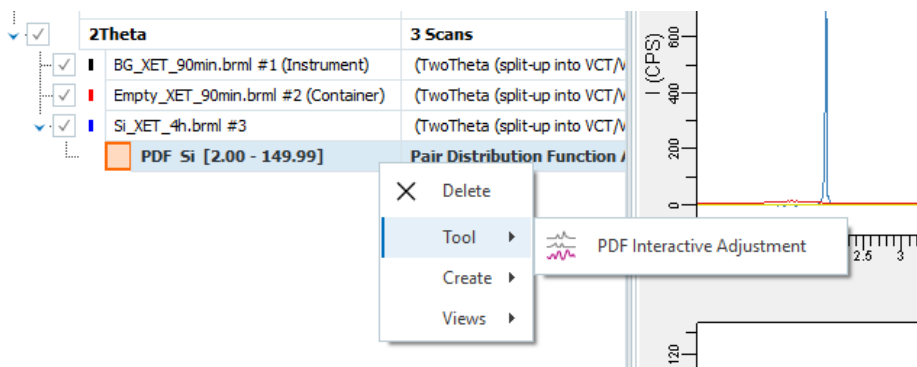 2Theta 3 Scans
BG_XET_90min.brml #1 (Instrument) (TwoTheta (split-up into VCT/V
Empty_XET_90min.brml #2 (Container) (TwoTheta (split-up into VCT/V
Si_XET_4h.brml #3 (TwoTheta (split-up into VCT/V
PDF Si [2.00 - 149.99] Pair Distribution Function
Delete
Tool
PDF Interactive Adjustment
Create
Views
I (CPS)
600
400
200
0
2.5 3
120